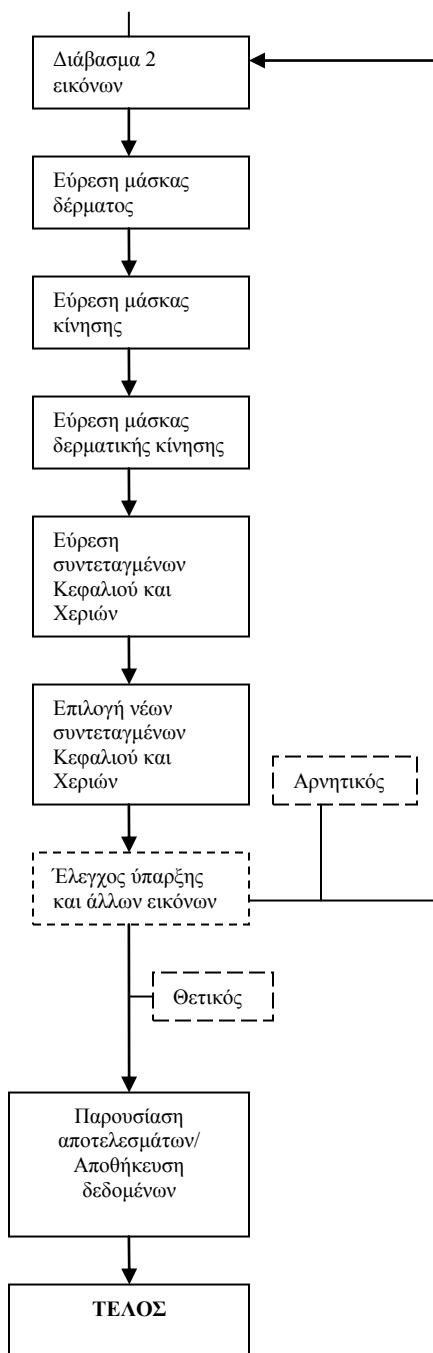 Διάβασμα 2
εικόνων
Εύρεση μάσκας
δέρματος
Εύρεση μάσκας
κίνησης
Εύρεση μάσκας
δερματικής κίνησης
Εύρεση
συντεταγμένων
Κεφαλιού και
Χεριών
Επιλογή νέων
συντεταγμένων
Κεφαλιού και
Χεριών
Αρνητικός
Έλεγχος ύπαρξης
και άλλων εικόνων
Θετικός
Παρουσίαση
αποτελεσμάτων/
Αποθήκευση
δεδομένων
ΤΕΛΟΣ